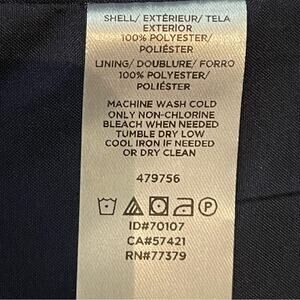 SHELL/ EXTÉRIEUR/ TELA
EXTERIOR
100% POLYESTER/
POLIÉSTER
LINING/ DOUBLURE/ FORRO
100% POLYESTER/
POLIÉSTER
MACHINE WASH COLD
ONLY NON-CHLORINE
BLEACH WHEN NEEDED
TUMBLE DRY LOW
COOL IRON IF NEEDED
OR DRY CLEAN
479756
P
ID#70107
CA#57421
RN#77379